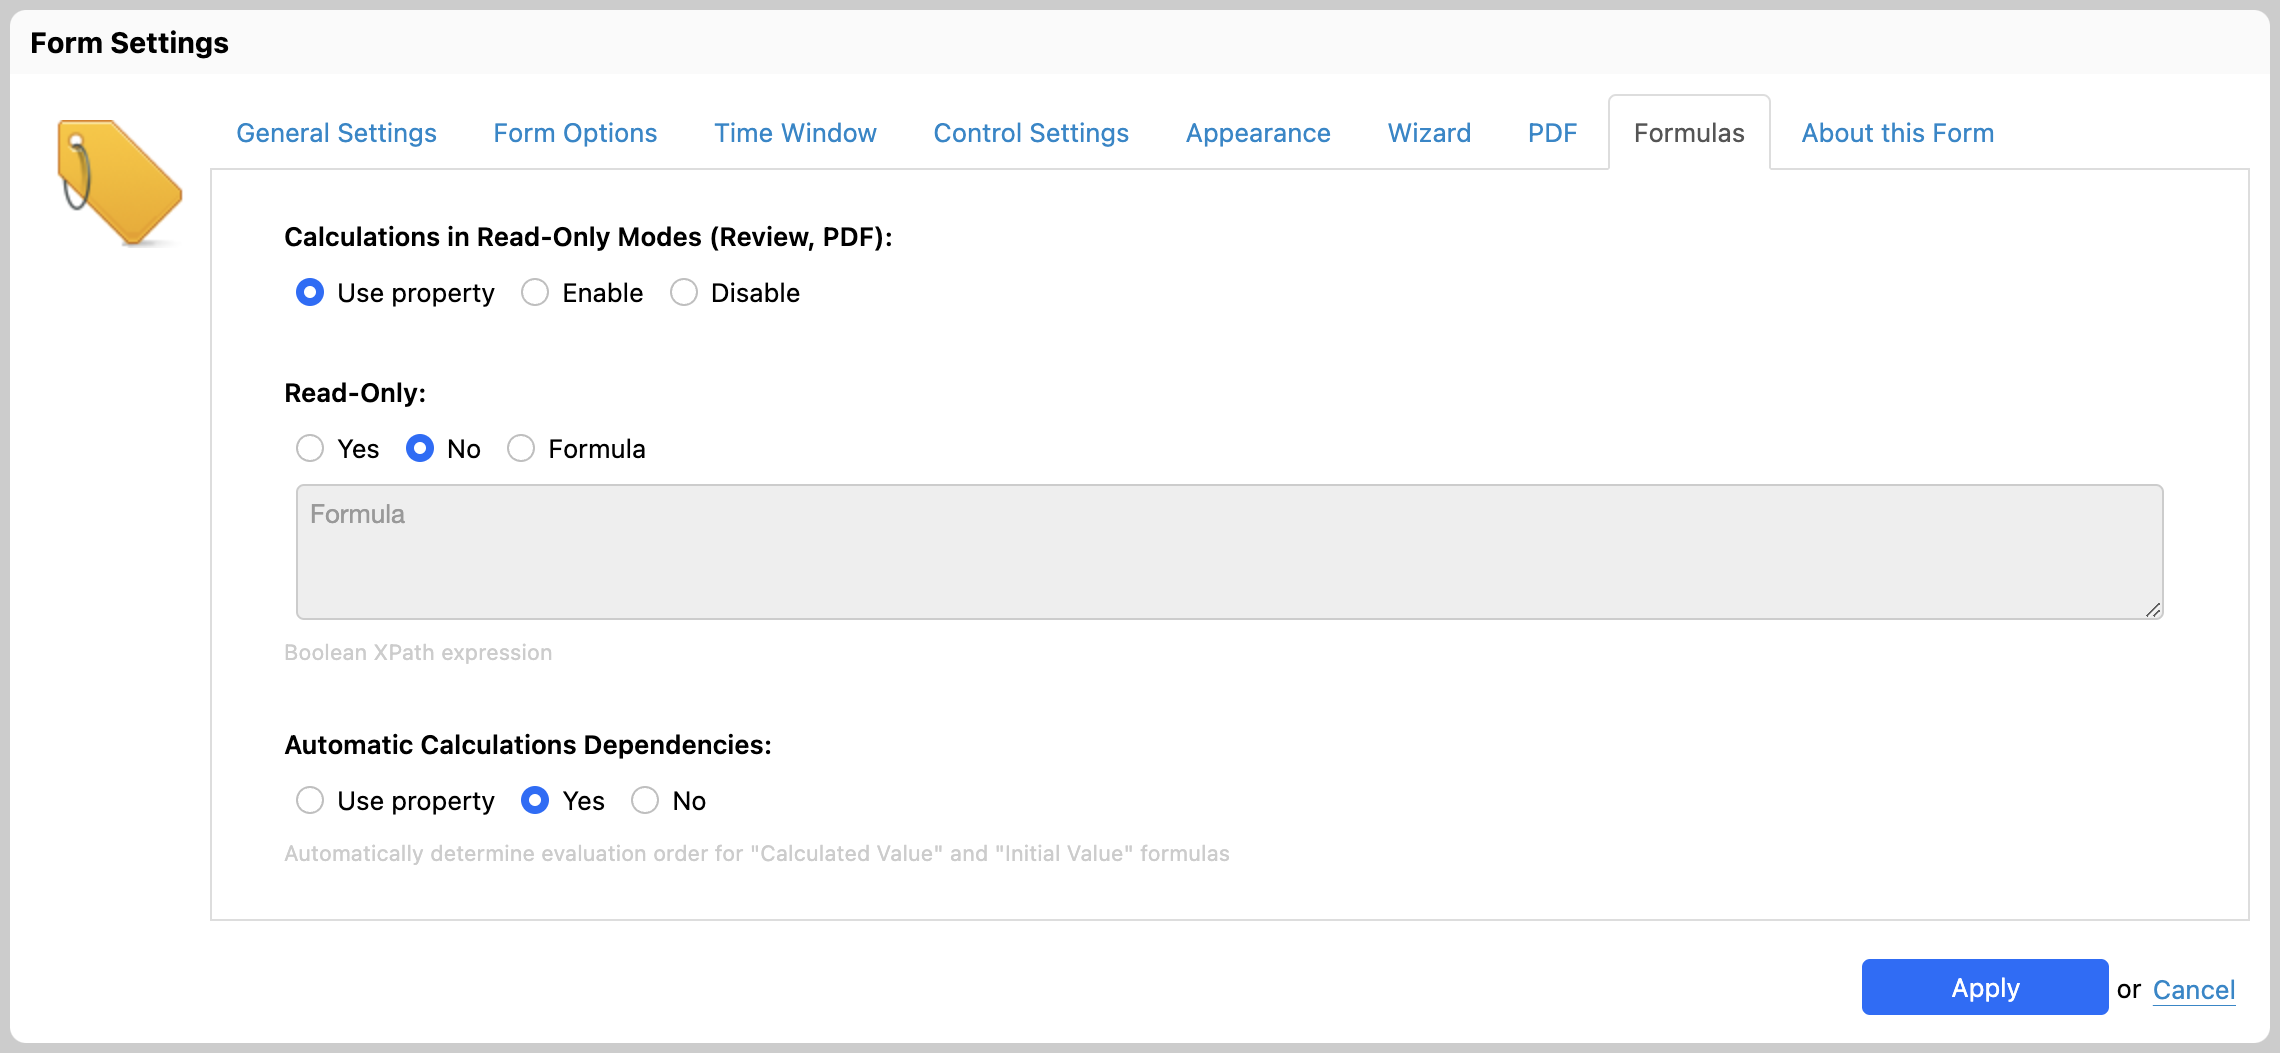 Form Settings
General Settings Form Options Time Window Control Settings Appearance Wizard PDF Formulas About this Form
Calculations in Read-Only Modes (Review, PDF):
Use property Enable Disable
Read-Only:
Yes No Formula
Formula
Boolean XPath expression
Automatic Calculations Dependencies:
Use property Yes No
Automatically determine evaluation order for "Calculated Value" and "Initial Value" formulas
Apply or Cancel